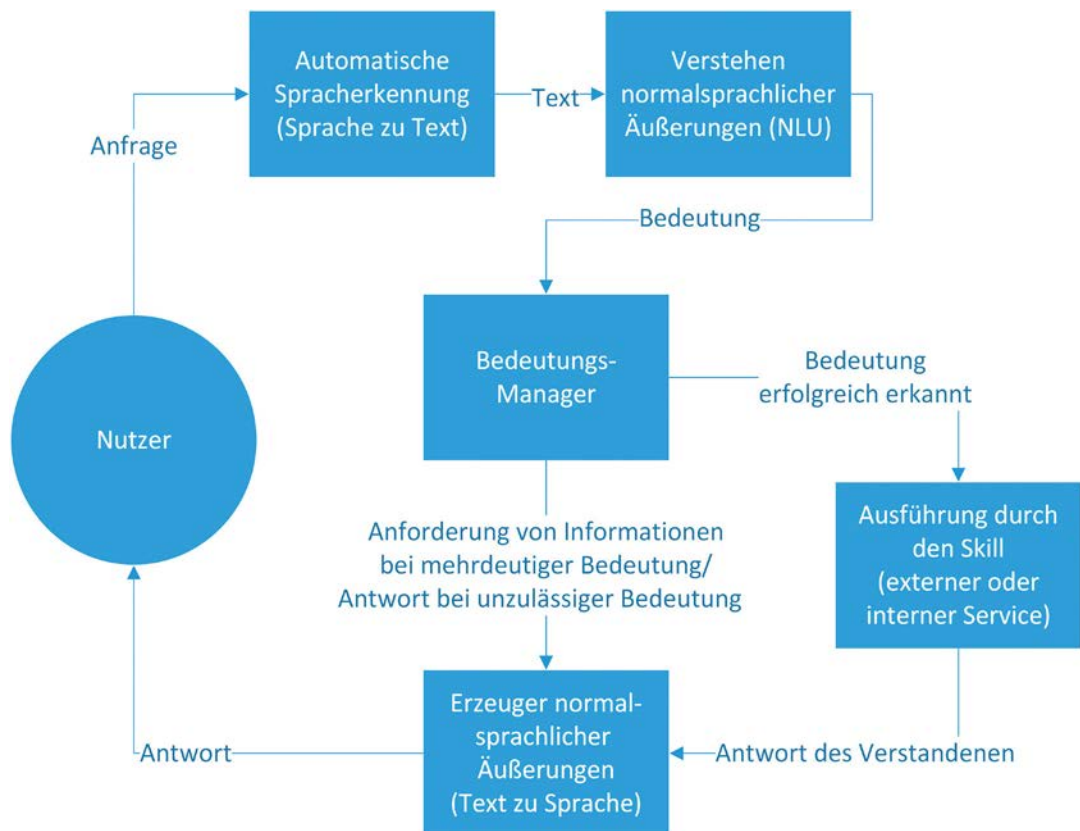 Automatische
Spracherkennung
(Sprache zu Text)
Text
Verstehen
normalsprachlicher
Äußerungen (NLU)
Anfrage
Bedeutung
Bedeutungs-
Manager
Bedeutung
erfolgreich erkannt
Nutzer
Anforderung von Informationen
bei mehrdeutiger Bedeutung/
Antwort bei unzulässiger Bedeutung
Ausführung durch
den Skill
(externer oder
interner Service)
Erzeuger normal-
sprachlicher
Äußerungen
(Text zu Sprache)
Antwort
Antwort des Verstandenen